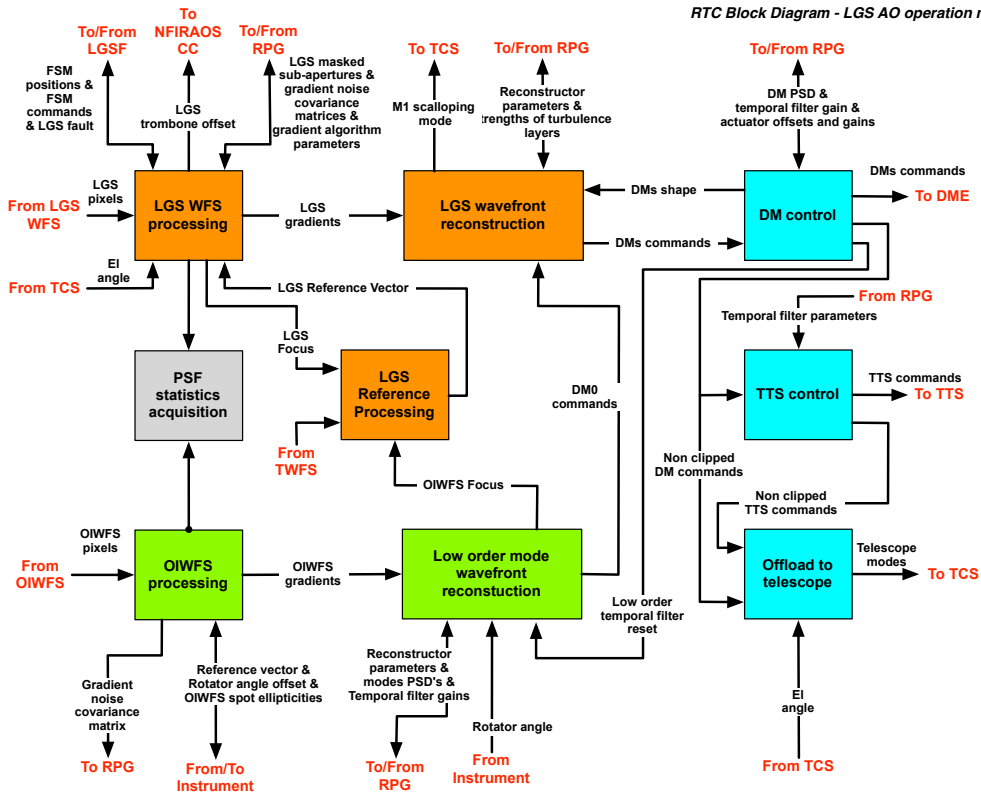 RTC Block Diagram - LGS AO operation
To/From
LGSF
To
NFIRAOS
CC
To/From
RPG
To TCS
To/From RPG
To/From RPG
FSM
positions &
FSM
commands
& LGS fault
LGS
trombone offset
LGS masked
sub-apertures &
gradient noise
covariance
matrices &
gradient algorithm
parameters
M1 scalloping
mode
Reconstructor
parameters &
strengths of turbulence
layers
DM PSD &
temporal filter gain &
actuator offsets and gains
From LGS
WFS
LGS
pixels
LGS WFS
processing
LGS
gradients
LGS wavefront
reconstruction
DMs shape
DMs commands
DM control
DMs commands
To DME
From TCS
El
angle
LGS Reference Vector
LGS
Focus
From RPG
Temporal filter parameters
PSF
statistics
acquisition
LGS
Reference
Processing
DM0
commands
TTS control
TTS commands
To TTS
From
TWFS
OIWFS Focus
Non clipped
DM commands
Non clipped
TTS commands
OIWFS
pixels
From
OIWFS
OIWFS
processing
OIWFS
gradients
Low order mode
wavefront
reconstuction
Low order
temporal filter
reset
Offload to
telescope
Telescope
modes
To TCS
Gradient
noise
covariance
matrix
Reference vector &
Rotator angle offset &
OIWFS spot ellipticities
Reconstructor
parameters &
modes PSD's &
Temporal filter gains
Rotator angle
El
angle
To RPG
From/To
Instrument
To/From
RPG
From
Instrument
From TCS